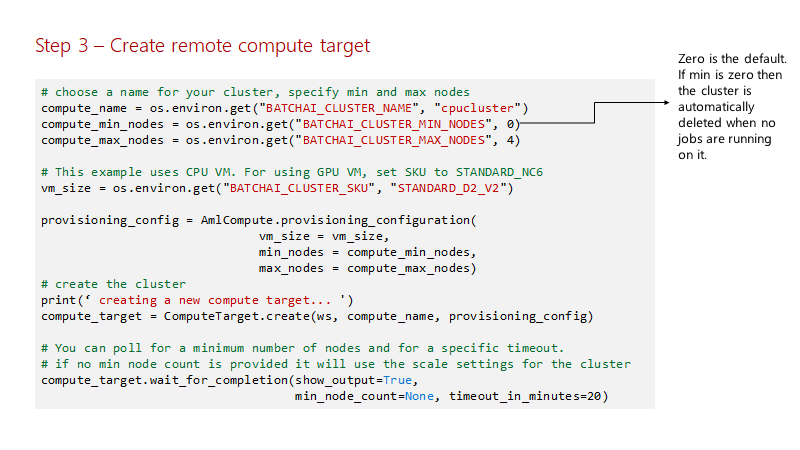 Step 3 – Create remote compute target
# choose a name for your cluster, specify min and max nodes
compute_name = os.environ.get("BATCHAI_CLUSTER_NAME", "cpucluster")
compute_min_nodes = os.environ.get("BATCHAI_CLUSTER_MIN_NODES", 0)
compute_max_nodes = os.environ.get("BATCHAI_CLUSTER_MAX_NODES", 4)
# This example uses CPU VM. For using GPU VM, set SKU to STANDARD_NC6
vm_size = os.environ.get("BATCHAI_CLUSTER_SKU", "STANDARD_D2_V2")
provisioning_config = AmlCompute.provisioning_configuration(
vm_size = vm_size,
min_nodes = compute_min_nodes,
max_nodes = compute_max_nodes)
# create the cluster
print(‘ creating a new compute target... ')
compute_target = ComputeTarget.create(ws, compute_name, provisioning_config)
# You can poll for a minimum number of nodes and for a specific timeout.
# if no min node count is provided it will use the scale settings for the cluster
compute_target.wait_for_completion(show_output=True,
min_node_count=None, timeout_in_minutes=20)
Zero is the default.
If min is zero then
the cluster is
automatically
deleted when no
jobs are running
on it.